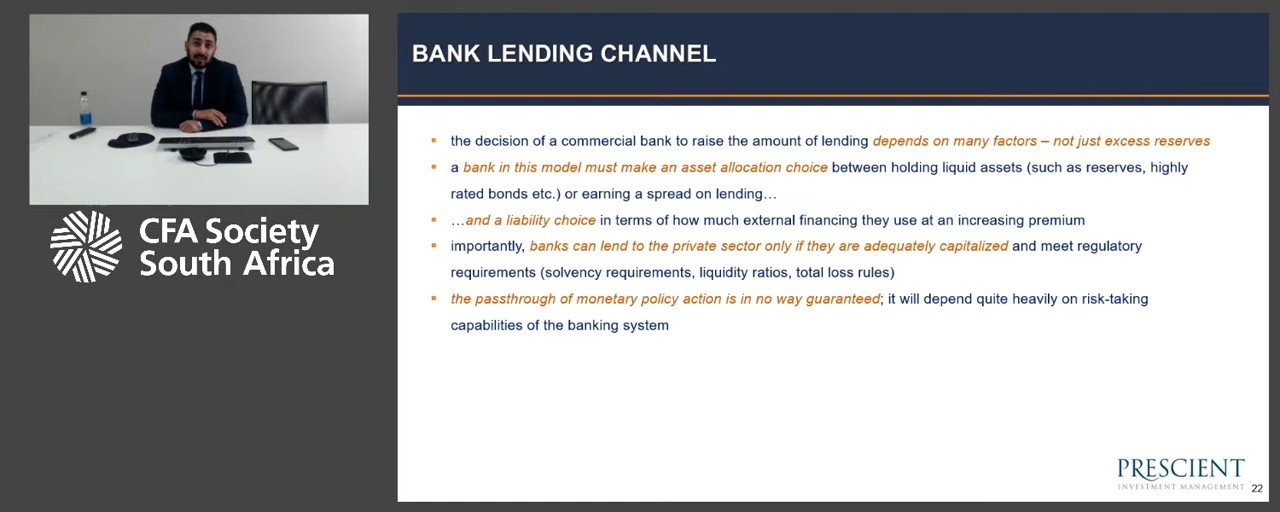 BANK LENDING CHANNEL
▪ the decision of a commercial bank to raise the amount of lending depends on many factors – not just excess reserves
▪ a bank in this model must make an asset allocation choice between holding liquid assets (such as reserves, highly
rated bonds etc.) or earning a spread on lending…
▪ …and a liability choice in terms of how much external financing they use at an increasing premium
▪ importantly, banks can lend to the private sector only if they are adequately capitalized and meet regulatory
requirements (solvency requirements, liquidity ratios, total loss rules)
▪ the passthrough of monetary policy action is in no way guaranteed; it will depend quite heavily on risk-taking
capabilities of the banking system
CFA Society
South Africa
PRESCIENT
INVESTMENT MANAGEMENT
22